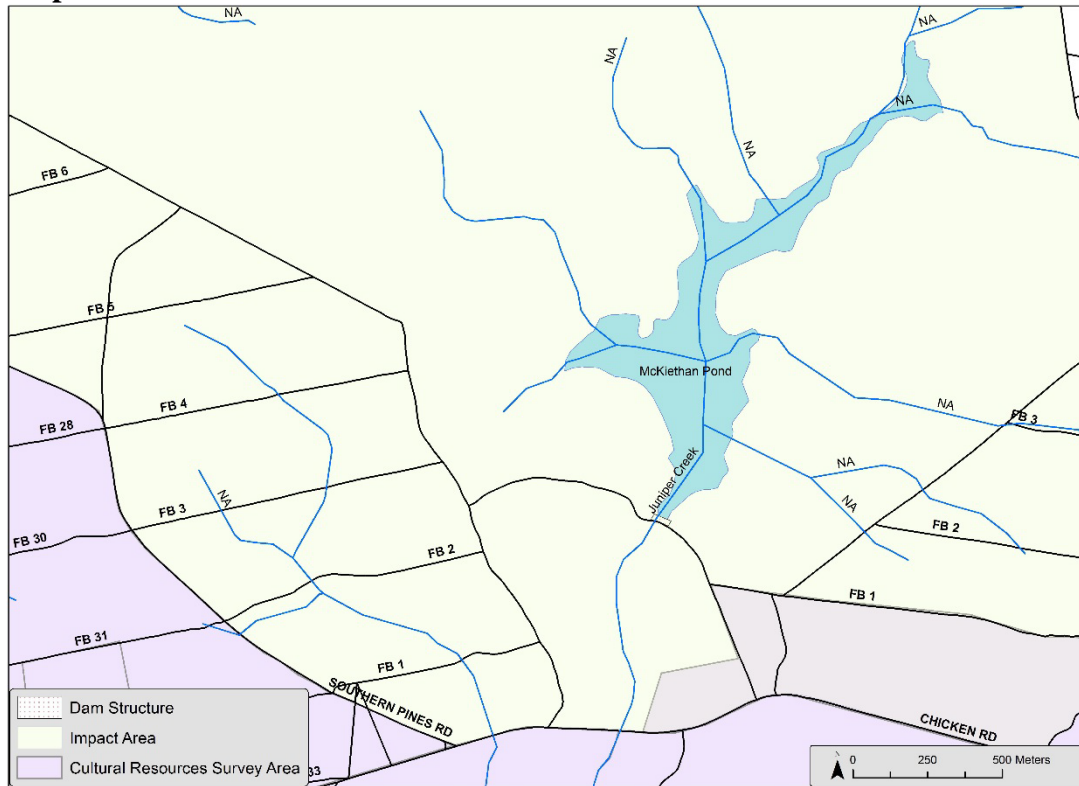 NA
NA
NA
NA
NA
FB 6
FB 5
McKiethan Pond
NA
FB 3
FB 4
FB 28
NA
NA
Juniper Creek
NA
FB 3
FB 2
FB 30
FB 2
FB 1
FB 31
FB 1
SOUTHERN PINES RD
CHICKEN RD
33
Dam Structure
Impact Area
Cultural Resources Survey Area
0 250 500 Meters